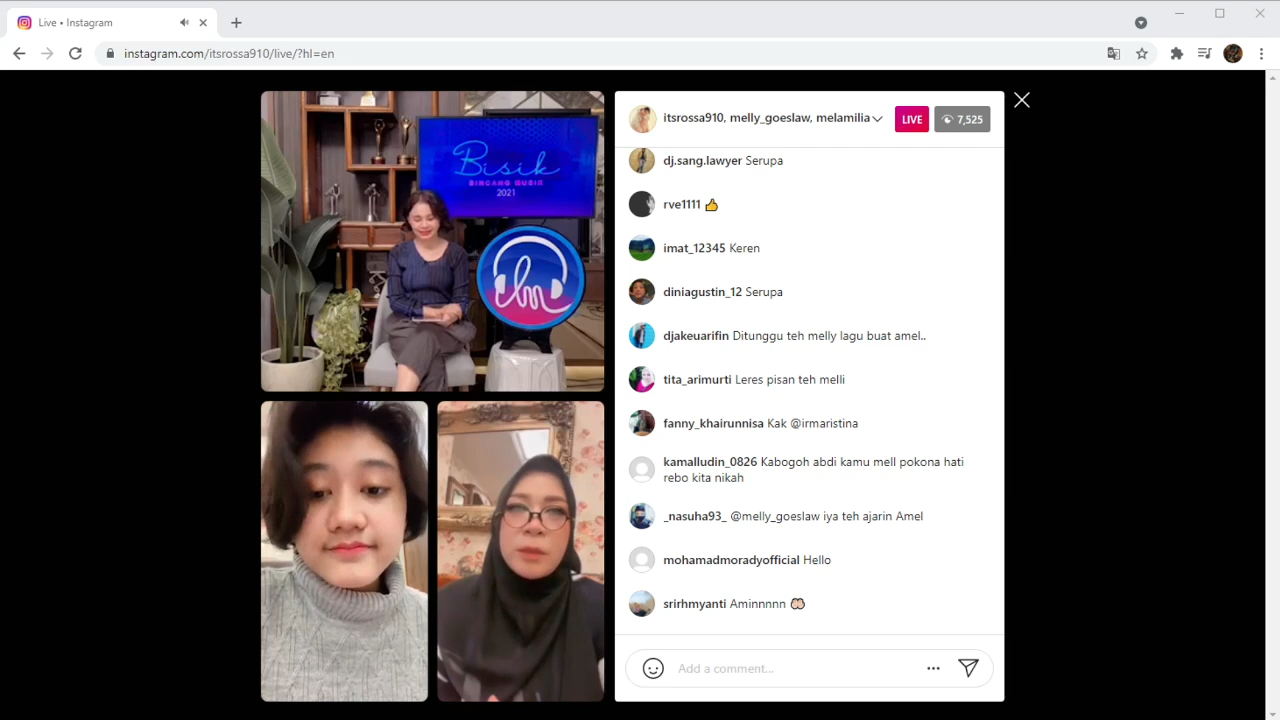 Live • Instagram
instagram.com/itsrossa910/live/?hl=en
Bisik
BINCANG MUSIK
2021
itsrossa910, melly_goeslaw, melamilia
LIVE
7,525
dj.sang.lawyer Serupa
rve1111 👍
imat_12345 Keren
diniagustin_12 Serupa
djakeuarifin Ditunggu teh melly lagu buat amel..
tita_arimurti Leres pisan teh melli
fanny_khairunnisa Kak @irmaristina
kamalludin_0826 Kabogoh abdi kamu mell pokona hati
rebo kita nikah
_nasuha93_ @melly_goeslaw iya teh ajarin Amel
mohamadmoradyofficial Hello
srirhmyanti Aminnnnn 🤲🏻
Add a comment...